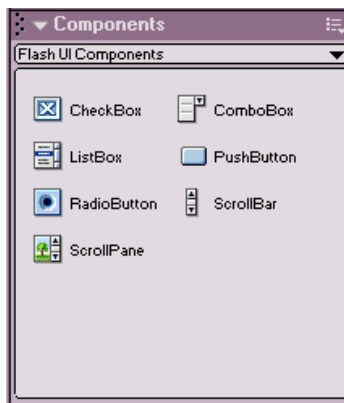 Components
Flash UI Components
CheckBox ComboBox
ListBox PushButton
RadioButton ScrollBar
ScrollPane